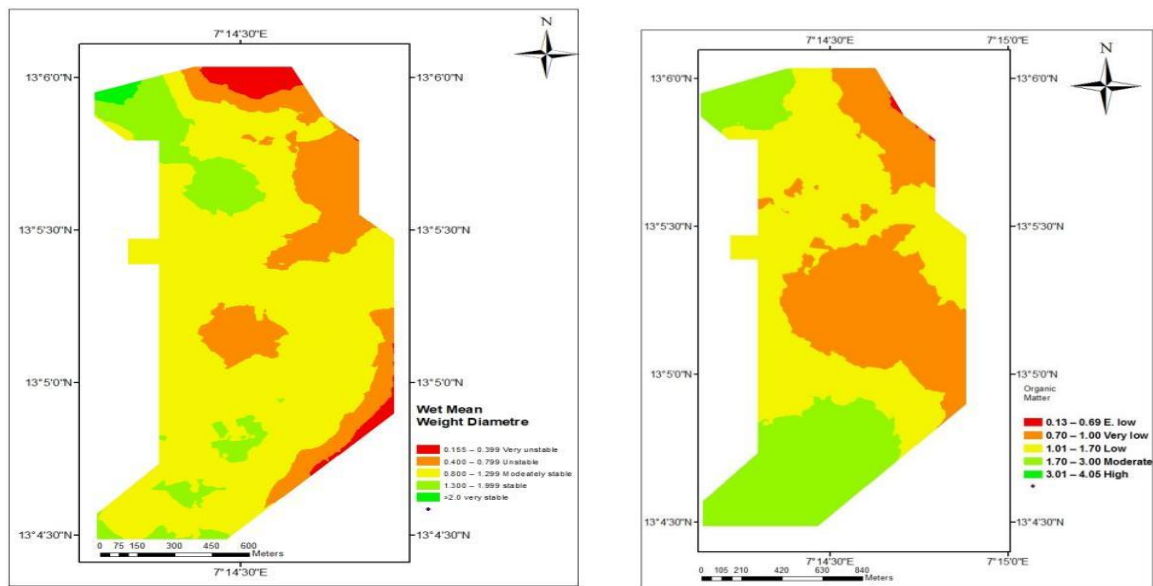 7°14'30"E
N
13°6'0"N
13°6'0"N
13°5'30"N
13°5'30"N
13°5'0"N
13°5'0"N
Wet Mean
Weight Diametre
0.155 – 0.399 Very unstable
0.400 – 0.799 Unstable
0.800 – 1.299 Modeately stable
1.300 – 1.999 stable
>2.0 very stable
13°4'30"N
13°4'30"N
0 75 150 300 450 600
Meters
7°14'30"E
7°14'30"E
7°15'0"E
N
13°6'0"N
13°6'0"N
13°5'30"N
13°5'30"N
13°5'0"N
13°5'0"N
Organic
Matter
0.13 – 0.69 E. low
0.70 – 1.00 Very low
1.01 – 1.70 Low
1.70 – 3.00 Moderate
3.01 – 4.05 High
13°4'30"N
13°4'30"N
0 105 210 420 630 840
Meters
7°14'30"E
7°15'0"E